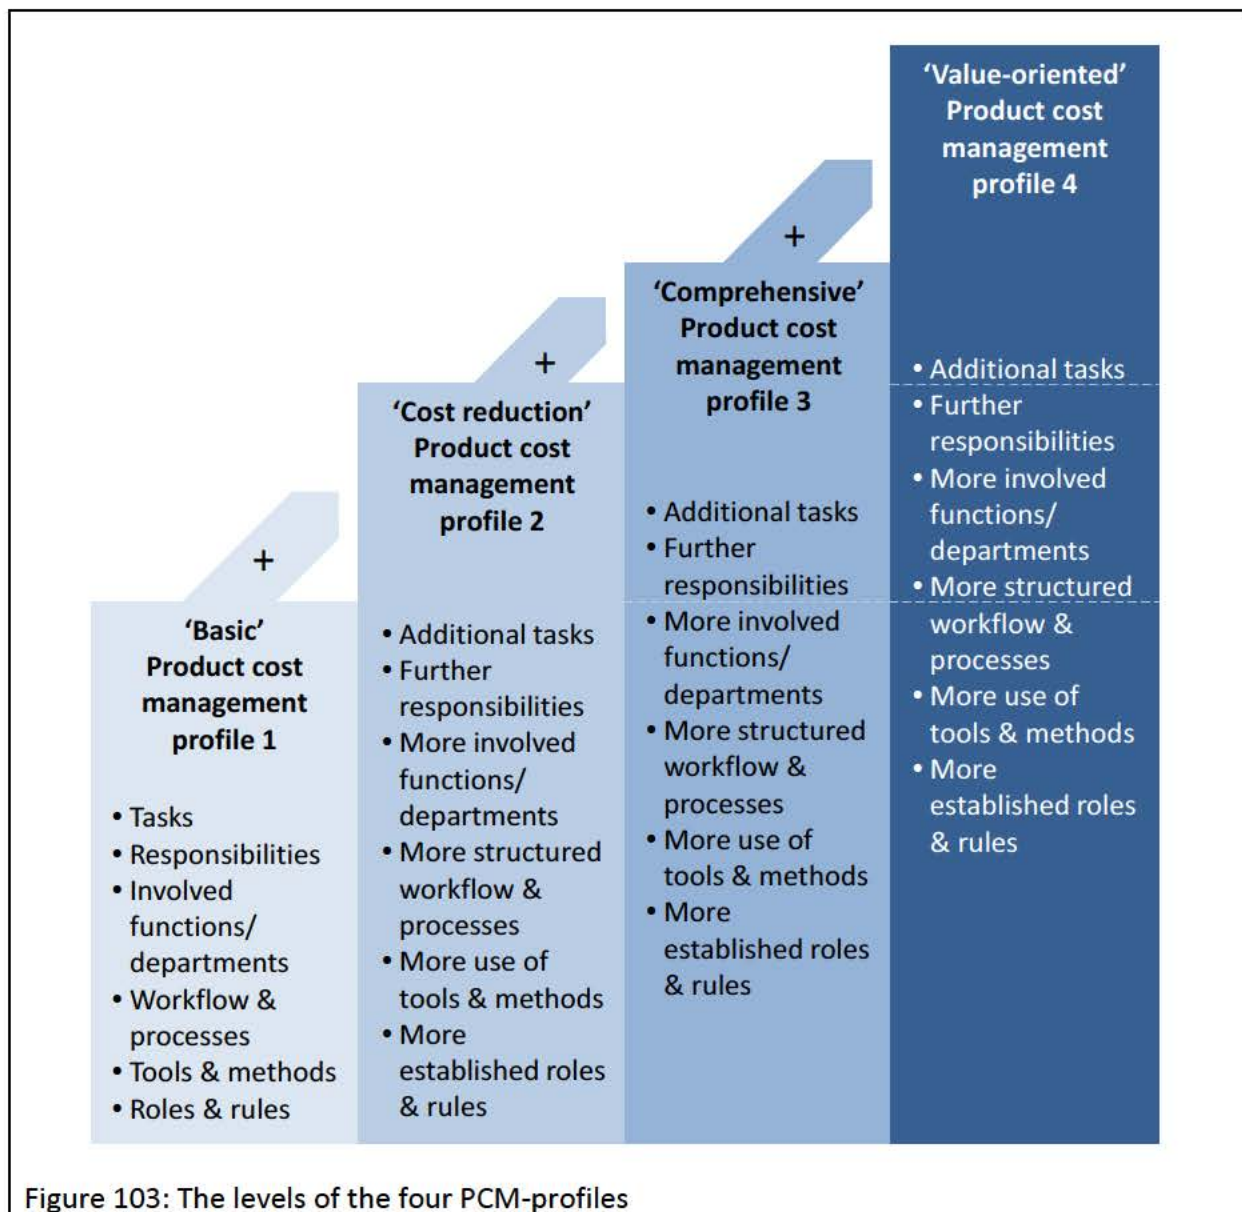 ‘Value-oriented’
Product cost
management
profile 4
• Additional tasks
• Further
responsibilities
• More involved
functions/
departments
• More structured
workflow &
processes
• More use of
tools & methods
• More
established roles
& rules
+
‘Comprehensive’
Product cost
management
profile 3
• Additional tasks
• Further
responsibilities
• More involved
functions/
departments
• More structured
workflow &
processes
• More use of
tools & methods
• More
established roles
& rules
+
‘Cost reduction’
Product cost
management
profile 2
• Additional tasks
• Further
responsibilities
• More involved
functions/
departments
• More structured
workflow &
processes
• More use of
tools & methods
• More
established roles
& rules
+
‘Basic’
Product cost
management
profile 1
• Tasks
• Responsibilities
• Involved
functions/
departments
• Workflow &
processes
• Tools & methods
• Roles & rules
Figure 103: The levels of the four PCM-profiles